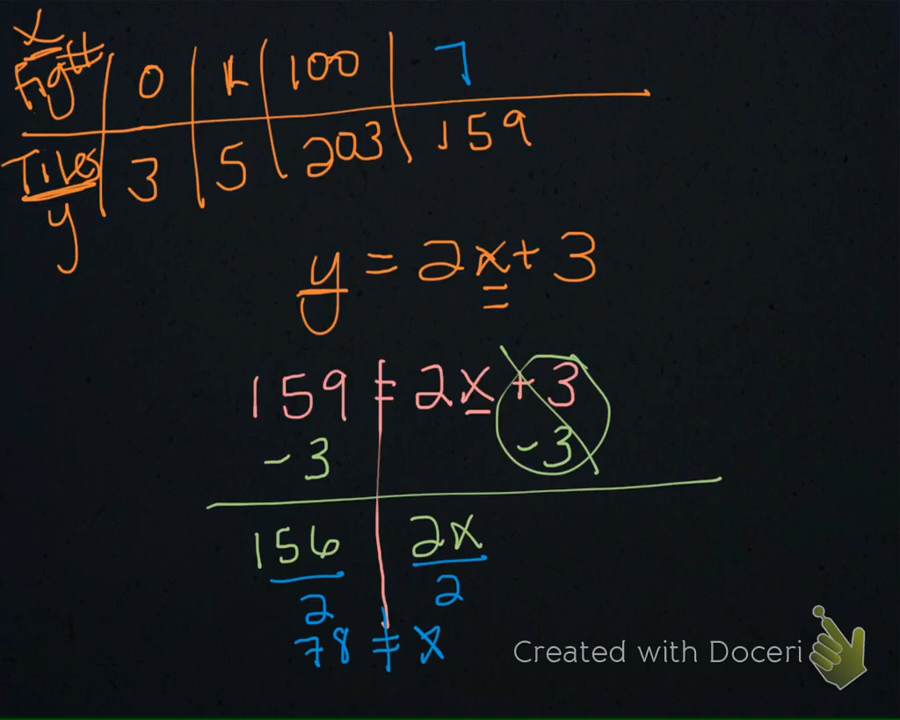 x
Fig # 0 1 100 7
Tiles 3 5 203 159
y
y = 2x + 3
159 = 2x + 3
- 3 - 3
156 2x
2 2
78 = x
Created with Doceri